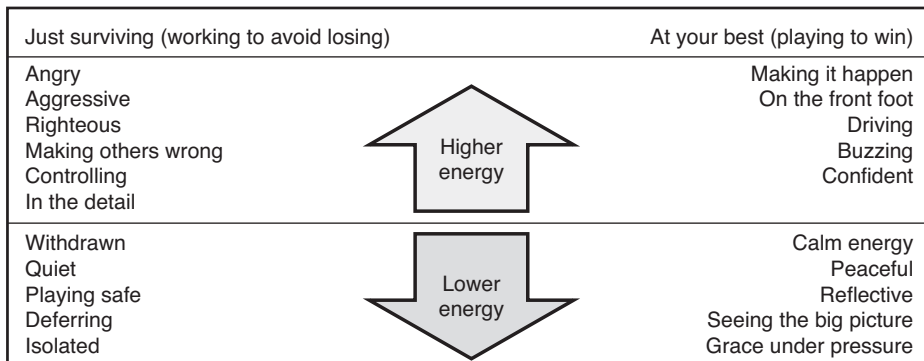 Just surviving (working to avoid losing)
At your best (playing to win)
Angry
Aggressive
Righteous
Making others wrong
Controlling
In the detail
Higher
energy
Making it happen
On the front foot
Driving
Buzzing
Confident
Withdrawn
Quiet
Playing safe
Deferring
Isolated
Lower
energy
Calm energy
Peaceful
Reflective
Seeing the big picture
Grace under pressure